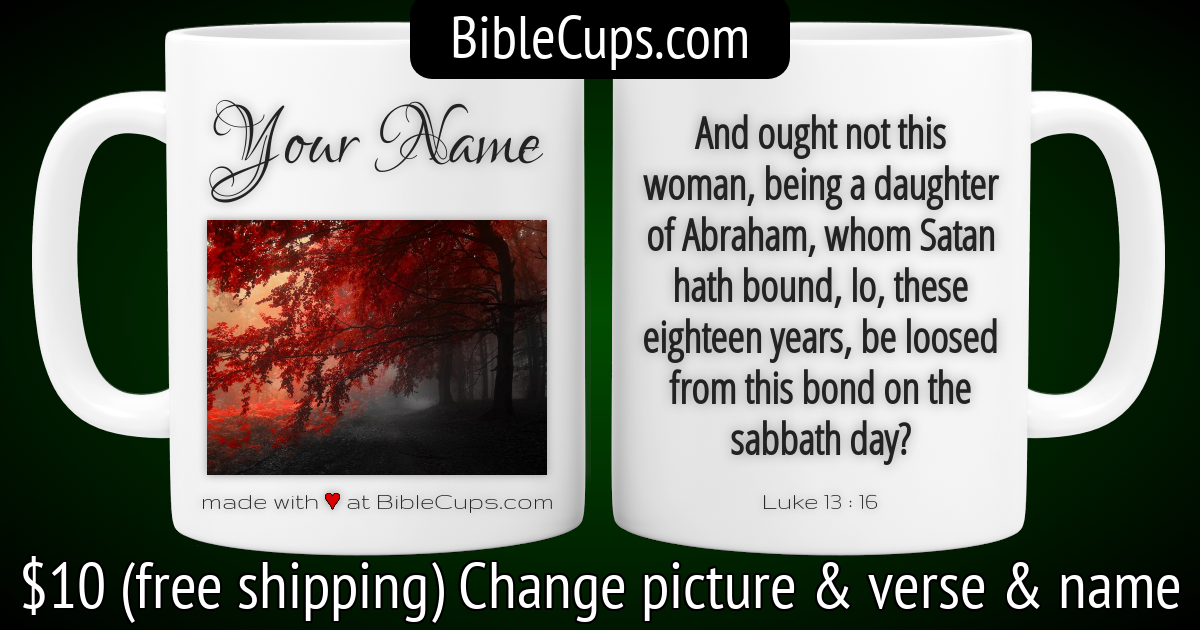 BibleCups.com
Your Name
made with ♥ at BibleCups.com
And ought not this
woman, being a daughter
of Abraham, whom Satan
hath bound, lo, these
eighteen years, be loosed
from this bond on the
sabbath day?
Luke 13 : 16
$10 (free shipping) Change picture & verse & name